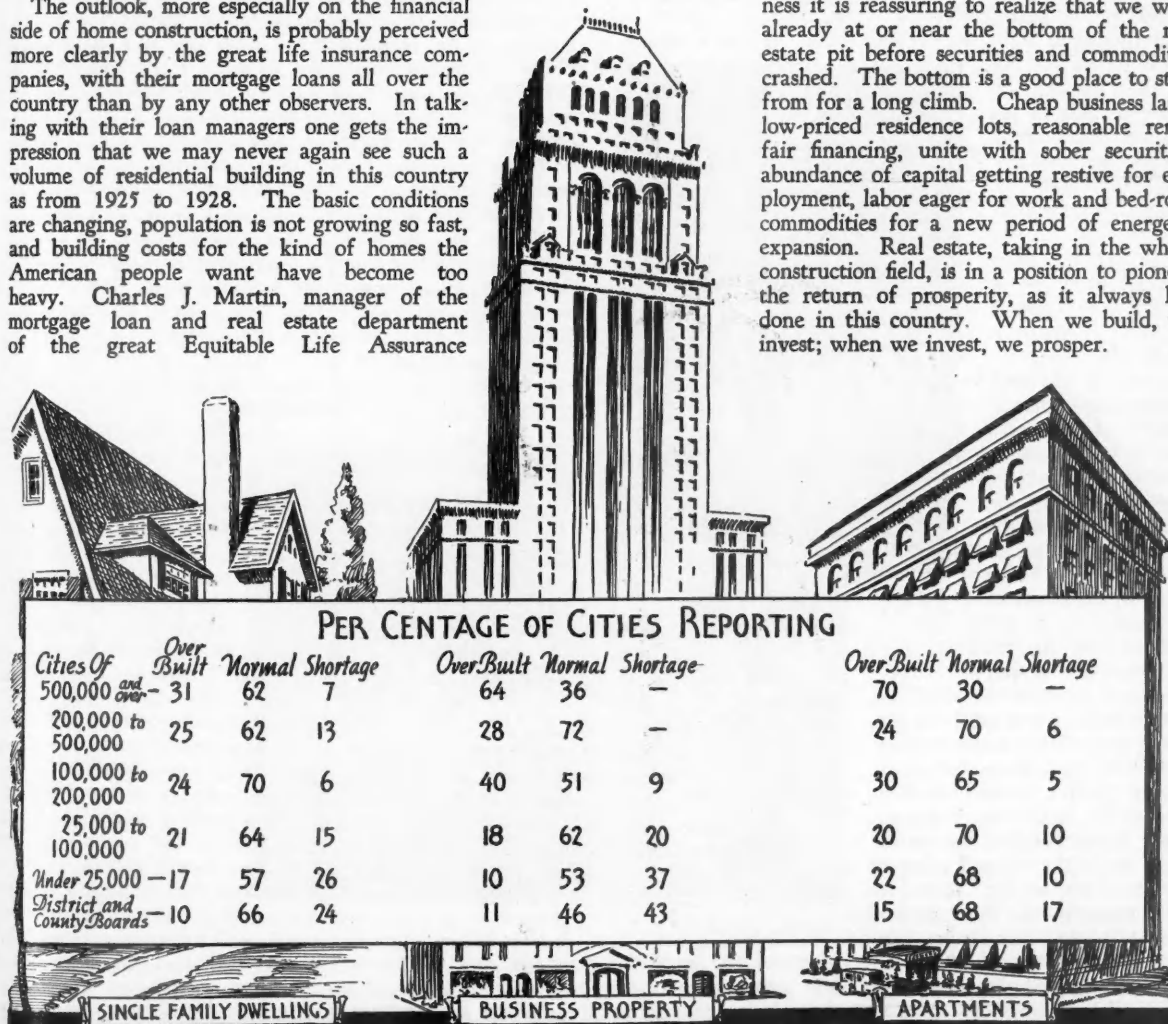 The outlook, more especially on the financial
side of home construction, is probably perceived
more clearly by the great life insurance com-
panies, with their mortgage loans all over the
country than by any other observers. In talk-
ing with their loan managers one gets the im-
pression that we may never again see such a
volume of residential building in this country
as from 1925 to 1928. The basic conditions
are changing, population is not growing so fast,
and building costs for the kind of homes the
American people want have become too
heavy. Charles J. Martin, manager of the
mortgage loan and real estate department
of the great Equitable Life Assurance
ness it is reassuring to realize that we w
already at or near the bottom of the r
estate pit before securities and commodi
crashed. The bottom is a good place to st
from for a long climb. Cheap business la
low-priced residence lots, reasonable re
fair financing, unite with sober securit
abundance of capital getting restive for e
ployment, labor eager for work and bed-ro
commodities for a new period of energe
expansion. Real estate, taking in the wh
construction field, is in a position to pion
the return of prosperity, as it always h
done in this country. When we build,
invest; when we invest, we prosper.
PER CENTAGE OF CITIES REPORTING
Cities Of Over Built Normal Shortage Over Built Normal Shortage Over Built Normal Shortage
500,000 and over - 31 62 7 64 36 — 70 30 —
200,000 to 500,000 25 62 13 28 72 — 24 70 6
100,000 to 200,000 24 70 6 40 51 9 30 65 5
25,000 to 100,000 21 64 15 18 62 20 20 70 10
Under 25,000 — 17 57 26 10 53 37 22 68 10
District and County Boards — 10 66 24 11 46 43 15 68 17
SINGLE FAMILY DWELLINGS BUSINESS PROPERTY APARTMENTS